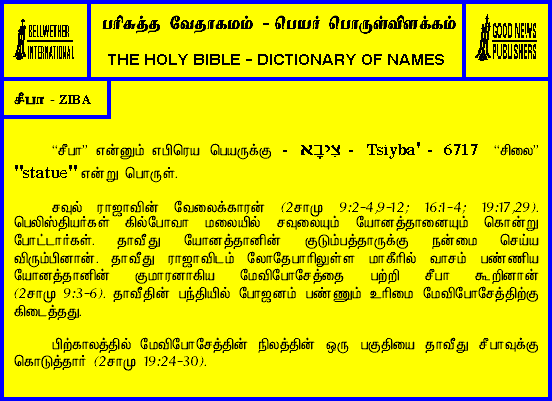 BELLWETHER
INTERNATIONAL
பரிசுத்த வேதாகமம் - பெயர் பொருள்விளக்கம்
THE HOLY BIBLE - DICTIONARY OF NAMES
GOOD NEWS
PUBLISHERS
சீபா - ZIBA
“சீபா” என்னும் எபிரெய பெயருக்கு - צִיבָא - Tsiyba' - 6717 “சிலை”
"statue" என்று பொருள்.
சவுல் ராஜாவின் வேலைக்காரன் (2சாமு 9:2-4,9-12; 16:1-4; 19:17,29).
பெலிஸ்தியர்கள் கில்போவா மலையில் சவுலையும் யோனத்தானையும் கொன்று
போட்டார்கள். தாவீது யோனத்தானின் குடும்பத்தாருக்கு நன்மை செய்ய
விரும்பினான். தாவீது ராஜாவிடம் லோதேபாரிலுள்ள மாகீரில் வாசம் பண்ணிய
யோனத்தானின் குமாரனாகிய மேவிபோசேத்தை பற்றி சீபா கூறினான்
(2சாமு 9:3-6). தாவீதின் பந்தியில் போஜனம் பண்ணும் உரிமை மேவிபோசேத்திற்கு
கிடைத்தது.
பிற்காலத்தில் மேவிபோசேத்தின் நிலத்தின் ஒரு பகுதியை தாவீது சீபாவுக்கு
கொடுத்தார் (2சாமு 19:24-30).